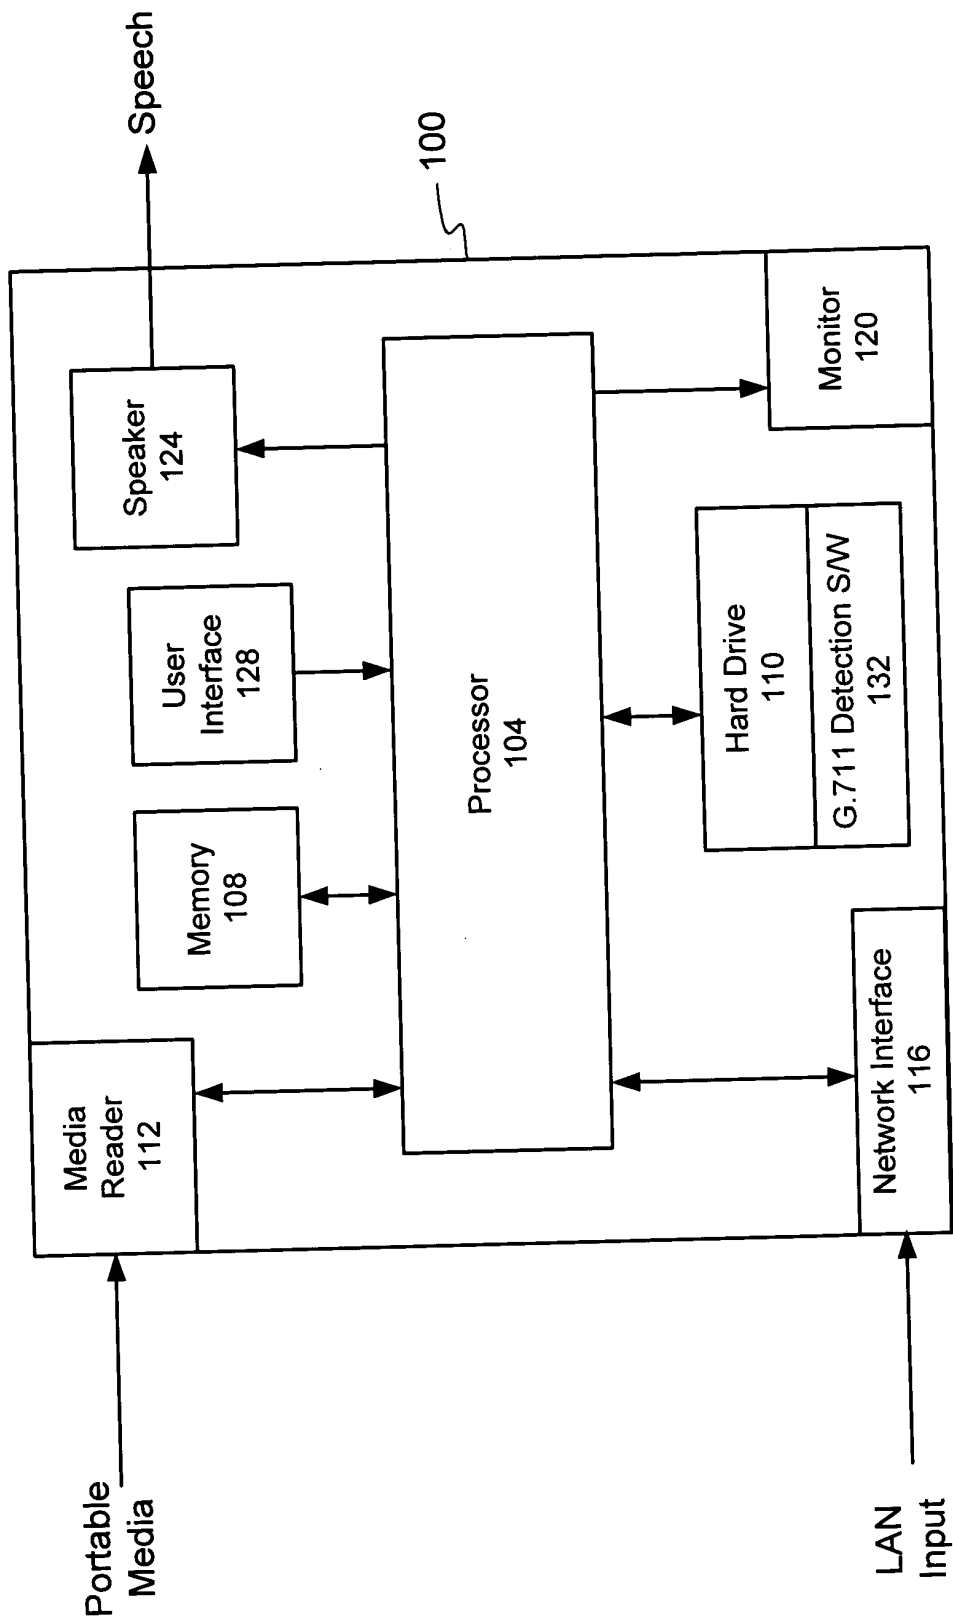 Portable
Media
Media
Reader
112
Memory
108
User
Interface
128
Speaker
124
Speech
Processor
104
100
LAN
Input
Network Interface
116
Hard Drive
110
G.711 Detection S/W
132
Monitor
120